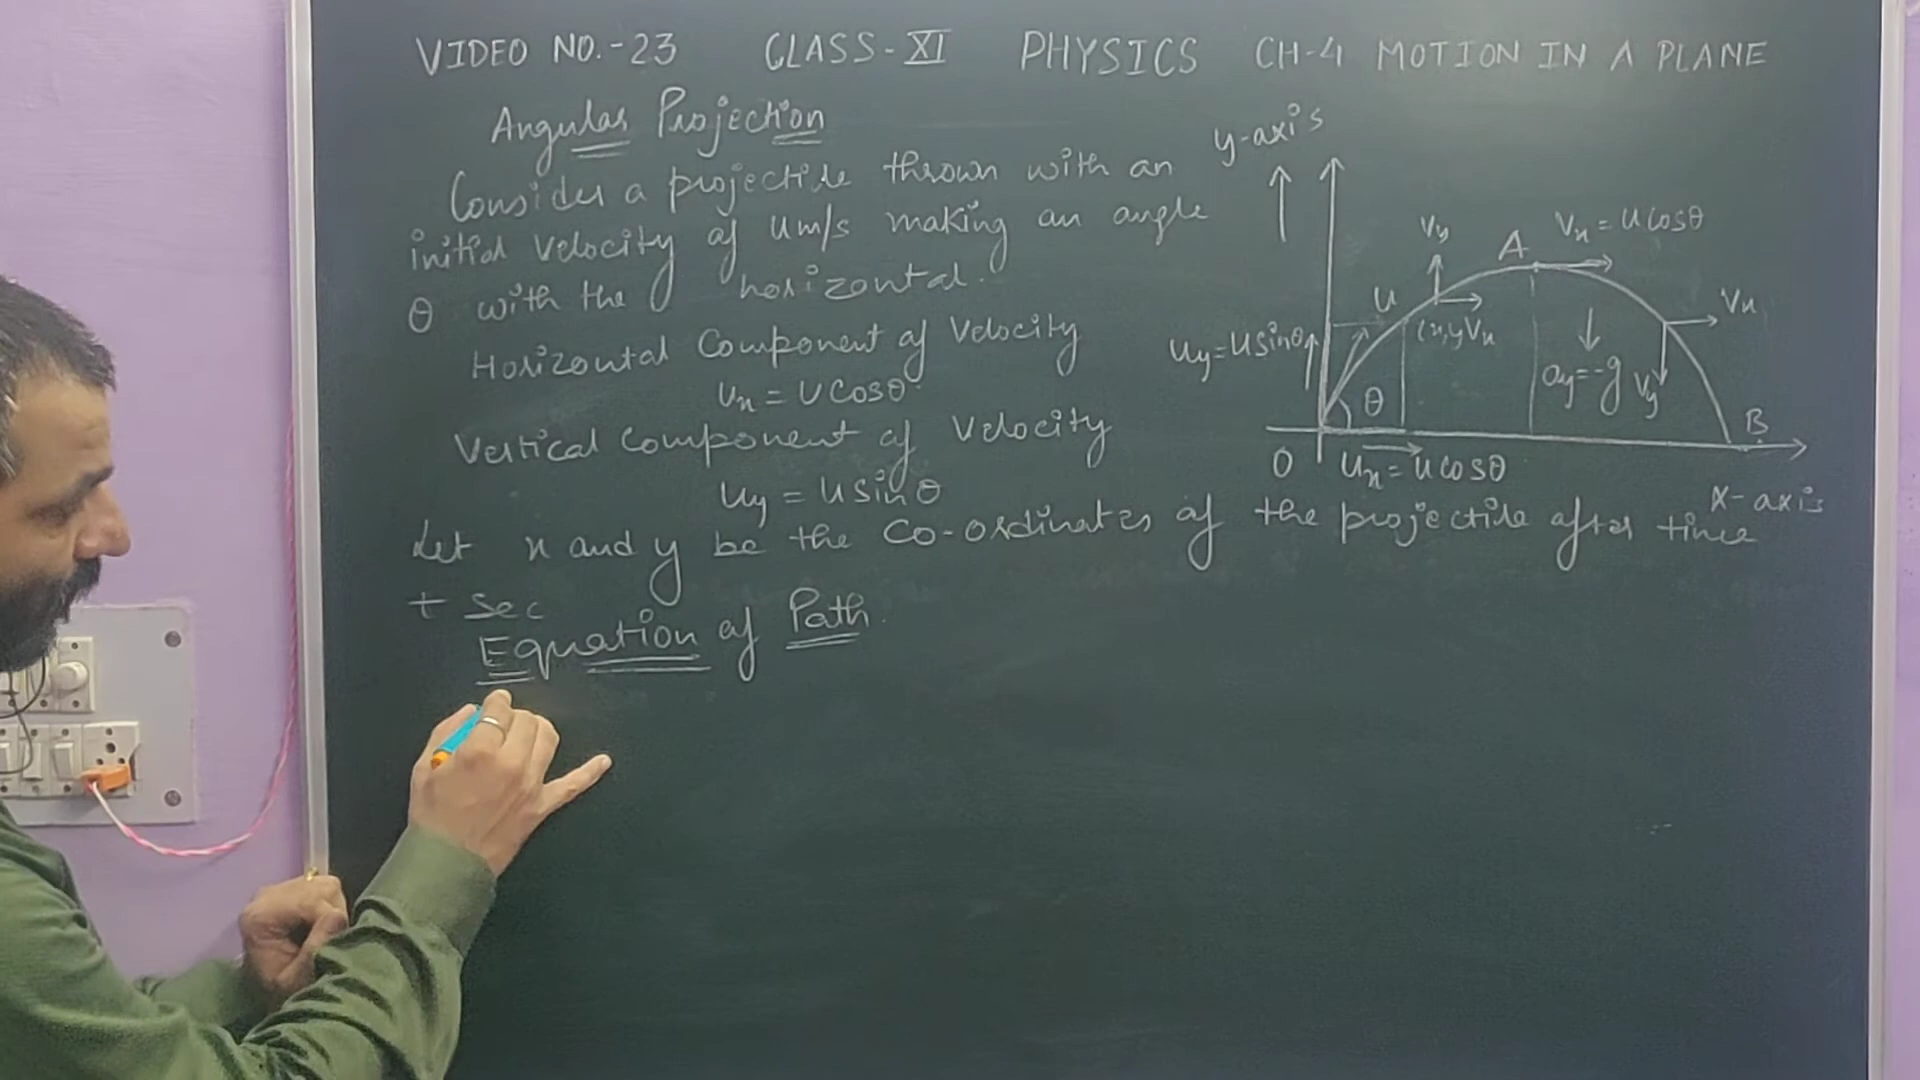 VIDEO NO.-23 CLASS-XI PHYSICS CH-4 MOTION IN A PLANE
Angular Projection
Consider a projectile thrown with an
initial velocity of u m/s making an angle
θ with the horizontal.
Horizontal Component of Velocity
ux = u cosθ
Vertical Component of Velocity
uy = u sinθ
Let x and y be the Co-ordinates of the projectile after time
t sec
Equation of Path
y-axis
Vy
A
Vx = u cosθ
u
(x,y
Vx
Vx
uy = u sinθ
θ
ay = -g
Vy
B
O
ux = u cosθ
X-axis